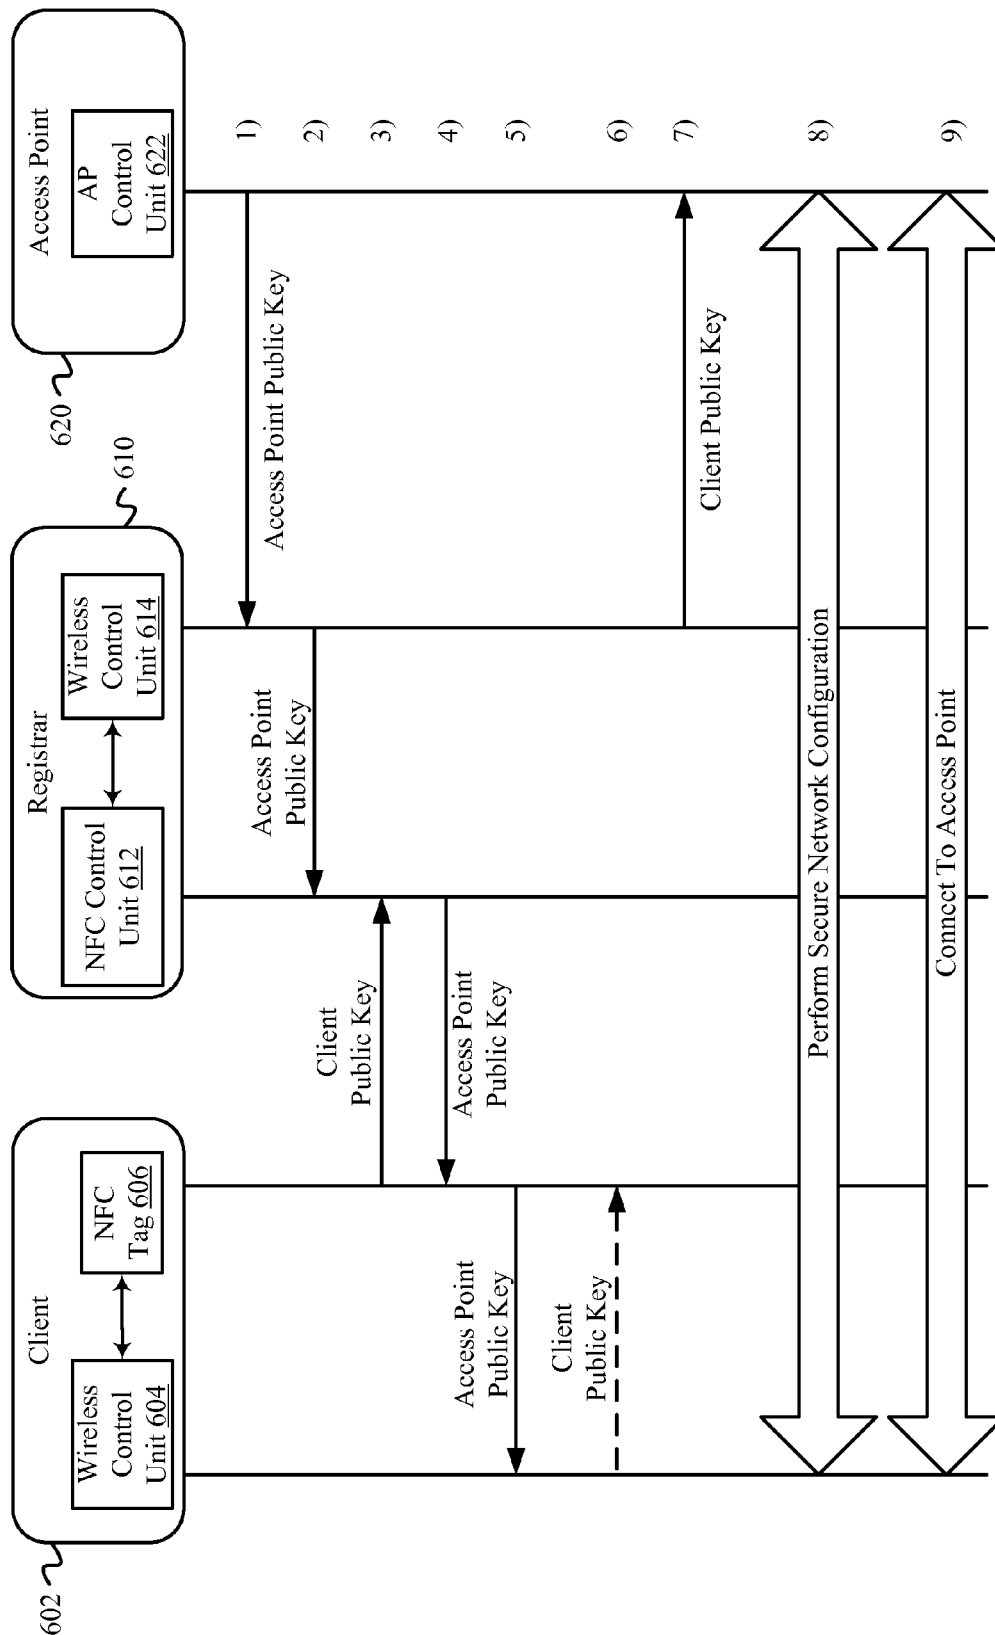 602
Client
Wireless
Control
Unit 604
NFC
Tag 606
Registrar
610
NFC Control
Unit 612
Wireless
Control
Unit 614
620
Access Point
AP
Control
Unit 622
Access Point Public Key
1)
Access Point
Public Key
2)
Client
Public Key
3)
Access Point
Public Key
4)
Access Point
Public Key
5)
Client
Public Key
6)
Client Public Key
7)
Perform Secure Network Configuration
8)
Connect To Access Point
9)